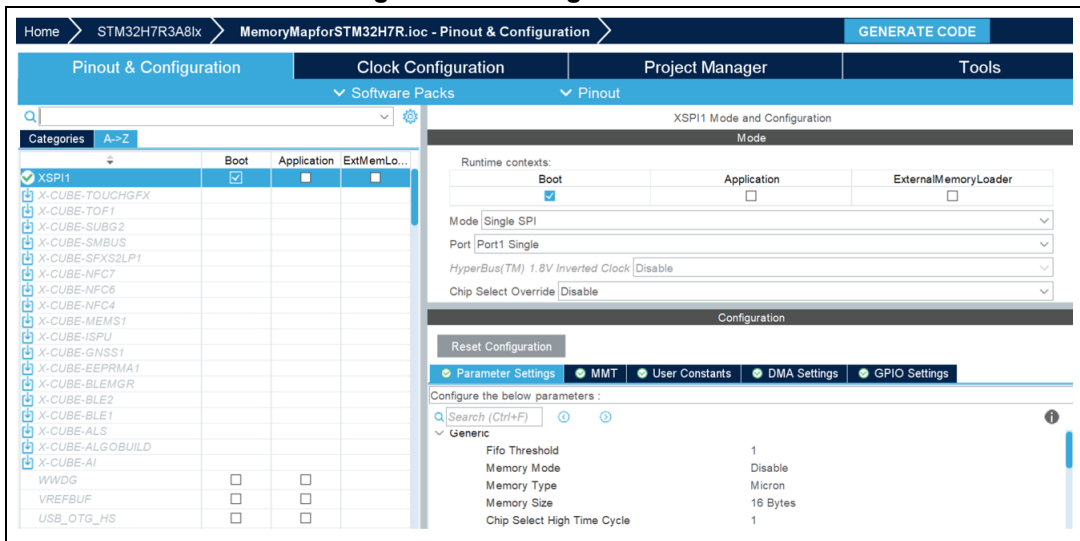 Home STM32H7R3A8Ix MemoryMapforSTM32H7R.ioc - Pinout & Configuration GENERATE CODE
Pinout & Configuration Clock Configuration Project Manager Tools
Software Packs Pinout
Categories A->Z
Boot Application ExtMemLo...
XSPI1
X-CUBE-TOUCHGFX
X-CUBE-TOF1
X-CUBE-SUBG2
X-CUBE-SMBUS
X-CUBE-SFXS2LP1
X-CUBE-NFC7
X-CUBE-NFC6
X-CUBE-NFC4
X-CUBE-MEMS1
X-CUBE-ISPU
X-CUBE-GNSS1
X-CUBE-EEPRMA1
X-CUBE-BLEMGR
X-CUBE-BLE2
X-CUBE-BLE1
X-CUBE-ALS
X-CUBE-ALGOBUILD
X-CUBE-AI
WWDG
VREFBUF
USB_OTG_HS
XSPI1 Mode and Configuration
Mode
Runtime contexts:
Boot Application ExternalMemoryLoader
Mode Single SPI
Port Port1 Single
HyperBus(TM) 1.8V Inverted Clock Disable
Chip Select Override Disable
Configuration
Reset Configuration
Parameter Settings MMT User Constants DMA Settings GPIO Settings
Configure the below parameters :
Search (Ctrl+F)
Generic
Fifo Threshold 1
Memory Mode Disable
Memory Type Micron
Memory Size 16 Bytes
Chip Select High Time Cycle 1